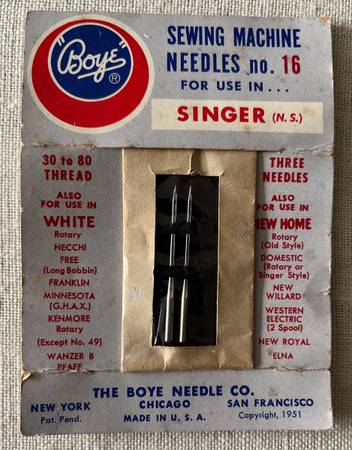 "Boye"
®
SEWING MACHINE
NEEDLES no. 16
FOR USE IN...
SINGER (N. S.)
30 to 80
THREAD
ALSO
FOR USE IN
WHITE
Rotary
NECCHI
FREE
(Long Bobbin)
FRANKLIN
MINNESOTA
(G.H.A.X.)
KENMORE
Rotary
(Except No. 49)
WANZER B
PFAFF
THREE
NEEDLES
ALSO
FOR USE IN
NEW HOME
Rotary
(Old Style)
DOMESTIC
(Rotary or
Singer Style)
NEW
WILLARD
WESTERN
ELECTRIC
(2 Spool)
NEW ROYAL
ELNA
THE BOYE NEEDLE CO.
NEW YORK CHICAGO SAN FRANCISCO
Pat. Pend. MADE IN U. S. A. Copyright, 1951